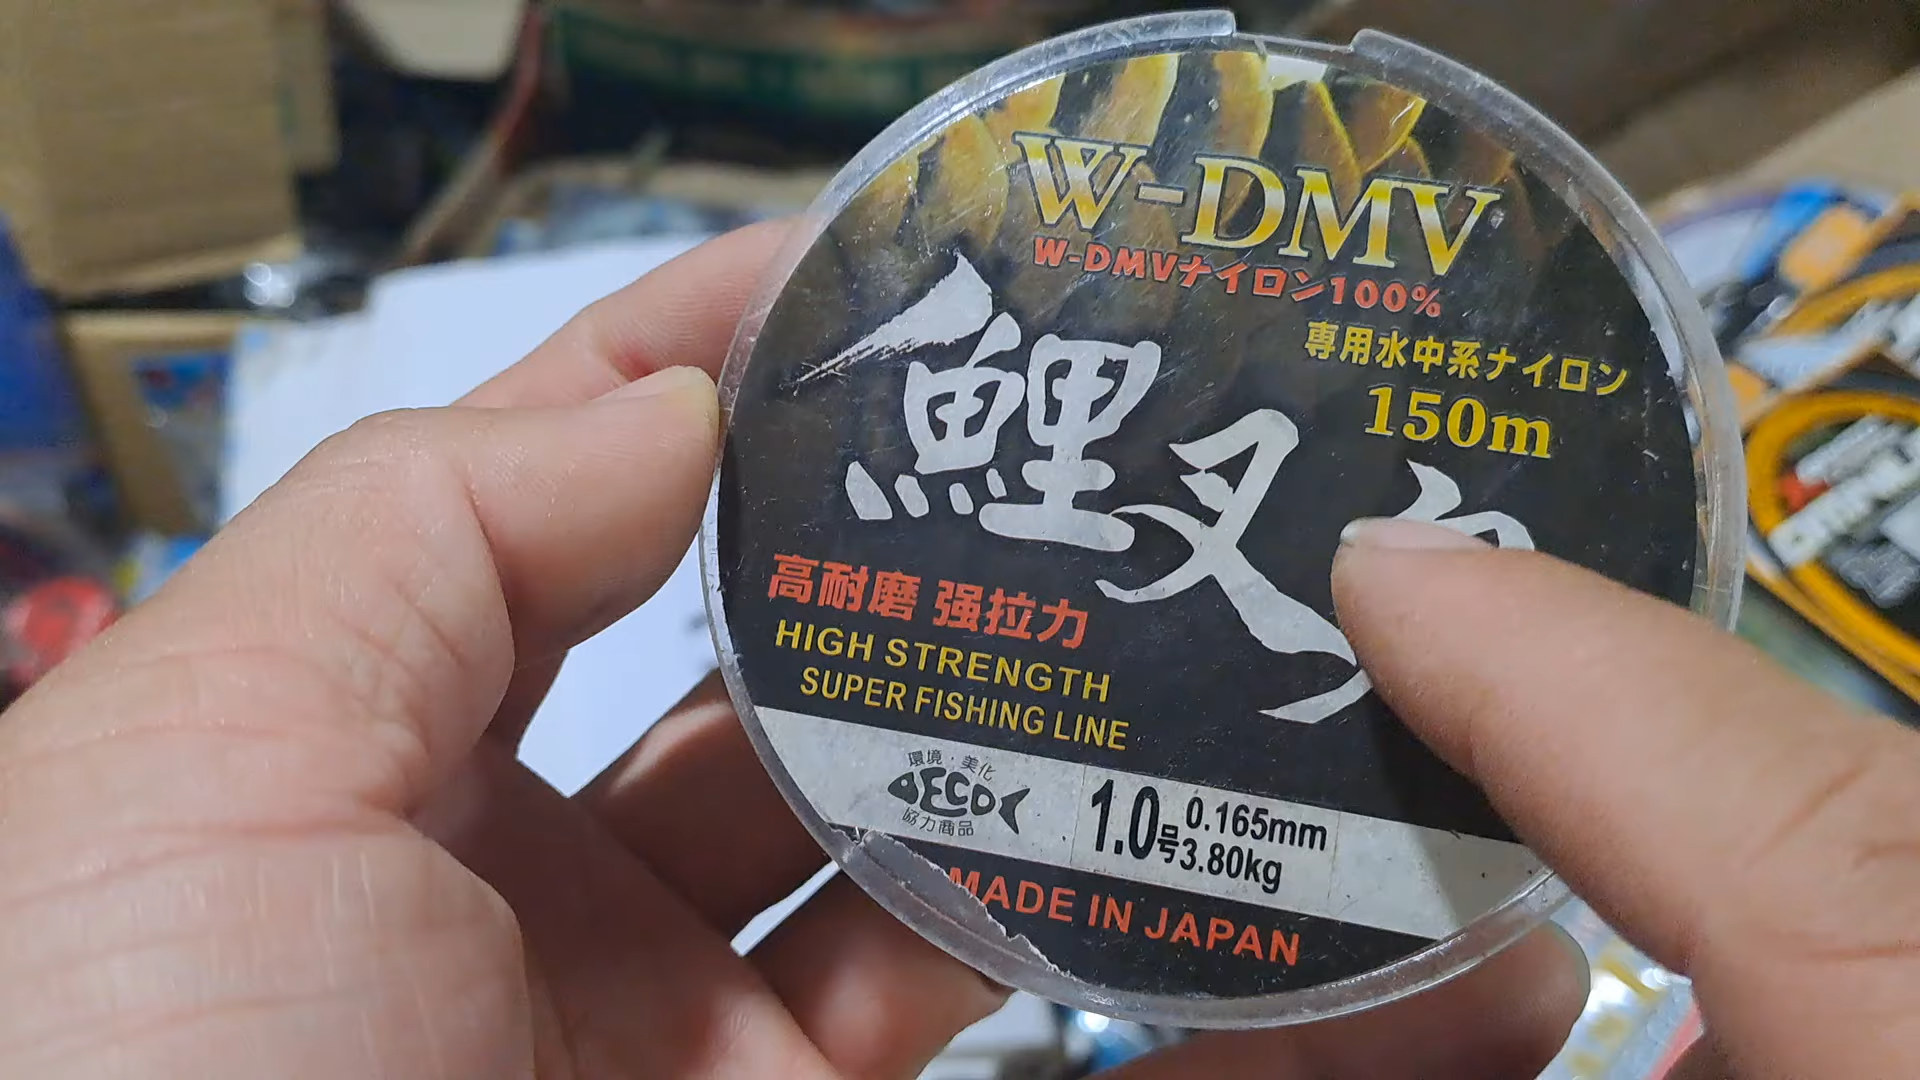 W-DMV
W-DMVナイロン100%
専用水中系ナイロン
150m
鯉叉
高耐磨 强拉力
HIGH STRENGTH
SUPER FISHING LINE
環境・美化
DECO
協力商品
1.0号
0.165mm
3.80kg
MADE IN JAPAN